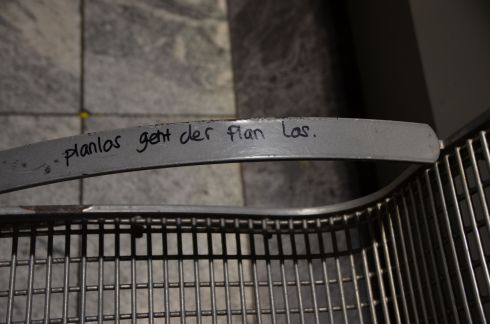 planlos geht der Plan los.